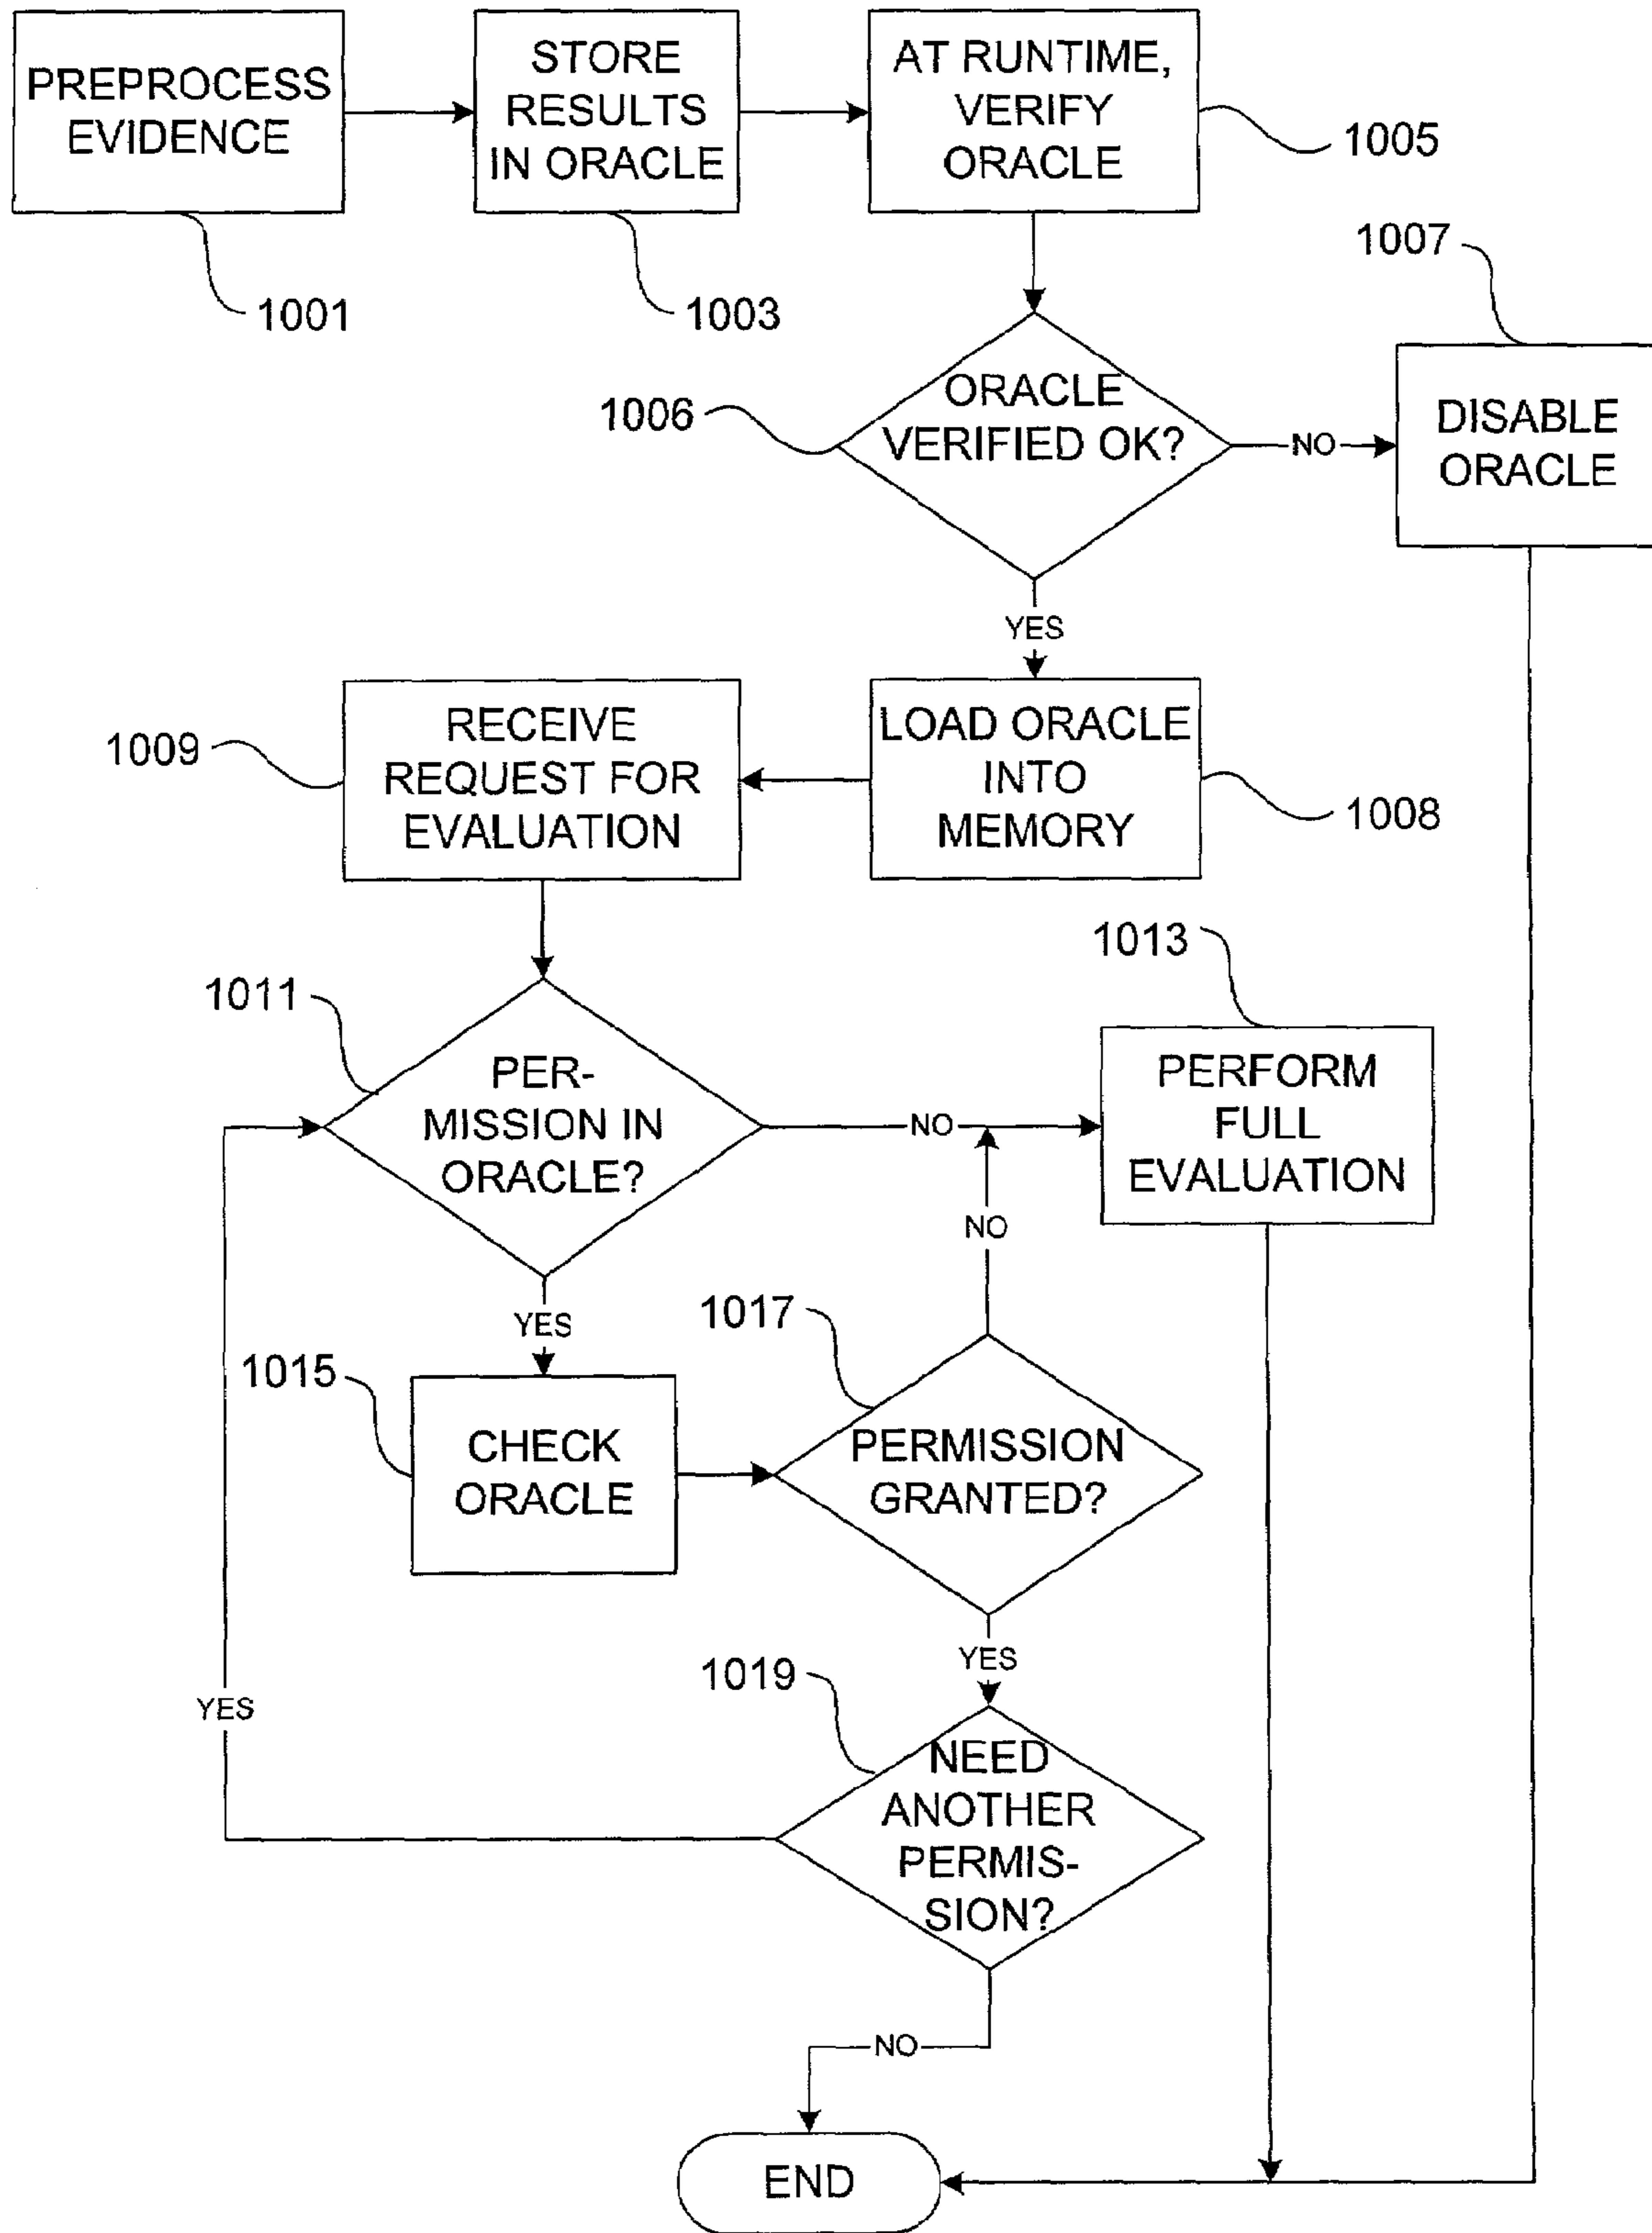 PREPROCESS
EVIDENCE
1001
STORE
RESULTS
IN ORACLE
1003
AT RUNTIME,
VERIFY
ORACLE
1005
ORACLE
VERIFIED OK?
1006
NO
1007
DISABLE
ORACLE
YES
LOAD ORACLE
INTO
MEMORY
1008
RECEIVE
REQUEST FOR
EVALUATION
1009
PER-
MISSION IN
ORACLE?
1011
NO
1013
PERFORM
FULL
EVALUATION
YES
CHECK
ORACLE
1015
PERMISSION
GRANTED?
1017
NO
YES
NEED
ANOTHER
PERMIS-
SION?
1019
YES
NO
END